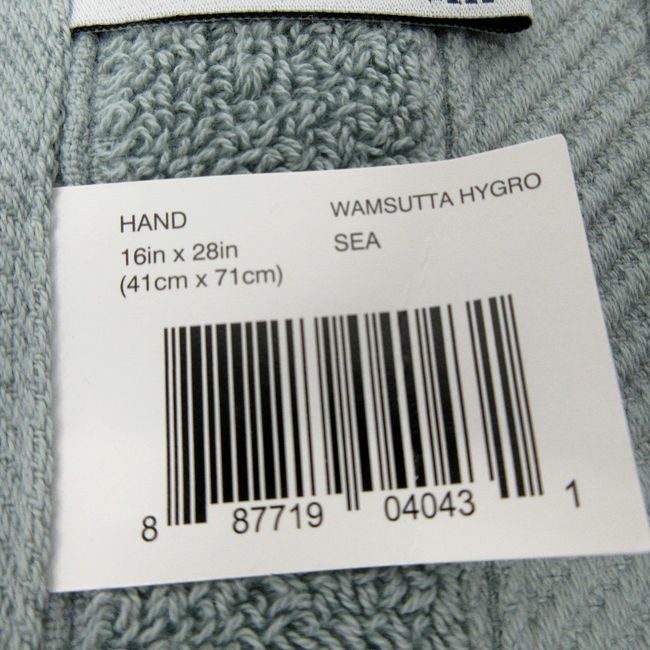 HAND
16in x 28in
(41cm x 71cm)
WAMSUTTA HYGRO
SEA
8 87719 04043 1